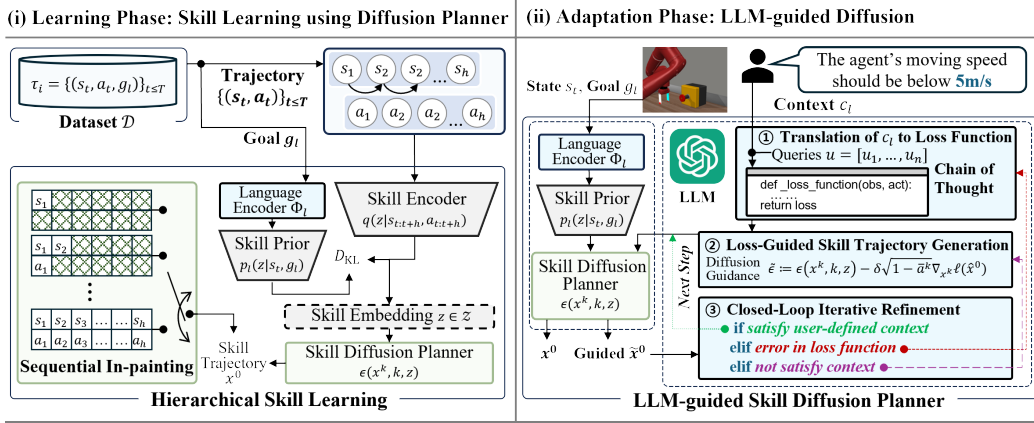 (i) Learning Phase: Skill Learning using Diffusion Planner
τᵢ = {(sₜ, aₜ, gₗ)}ₜ≤T
Dataset 𝒟
Trajectory
{(sₜ, aₜ)}ₜ≤T
s₁ s₂ s₂ ... sₕ
a₁ a₂ a₂ ... aₕ
Goal gₗ
Language
Encoder Φₗ
Skill Prior
pₗ(z|sₜ, gₗ)
Skill Encoder
q(z|sₜ:ₜ₊ₕ, aₜ:ₜ₊ₕ)
D_KL
Skill Embedding z ∈ 𝒵
Skill Diffusion Planner
ϵ(xᵏ, k, z)
Skill
Trajectory
x⁰
s₁
s₁ s₂
a₁
s₁ s₂ s₃ ... ... sₕ
a₁ a₂ a₃ ... ... aₕ
Sequential In-painting
Hierarchical Skill Learning
(ii) Adaptation Phase: LLM-guided Diffusion
State sₜ, Goal gₗ
The agent's moving speed
should be below 5m/s
Context cₗ
Language
Encoder Φₗ
Skill Prior
pₗ(z|sₜ, gₗ)
Skill Diffusion
Planner
ϵ(xᵏ, k, z)
x⁰
Guided x̃⁰
LLM
Next Step
① Translation of cₗ to Loss Function
Queries u = [u₁, ..., uₙ]
Chain of
Thought
def _loss_function(obs, act):
... ...
return loss
② Loss-Guided Skill Trajectory Generation
Diffusion
Guidance
ϵ̃ ≔ ϵ(xᵏ, k, z) − δ√(1 − ᾱᵏ)∇ₓᵏ ℓ(x̂⁰)
③ Closed-Loop Iterative Refinement
if satisfy user-defined context
elif error in loss function
elif not satisfy context
LLM-guided Skill Diffusion Planner